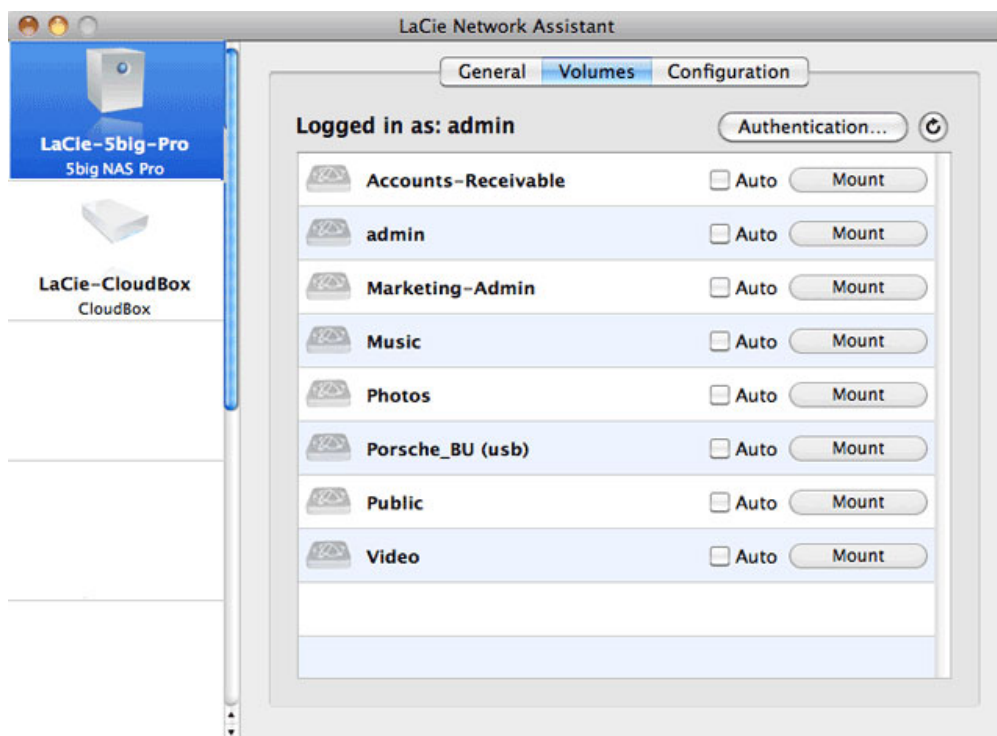 LaCie Network Assistant
LaCie-5big-Pro
5big NAS Pro
LaCie-CloudBox
CloudBox
General Volumes Configuration
Logged in as: admin Authentication...
Accounts-Receivable Auto Mount
admin Auto Mount
Marketing-Admin Auto Mount
Music Auto Mount
Photos Auto Mount
Porsche_BU (usb) Auto Mount
Public Auto Mount
Video Auto Mount